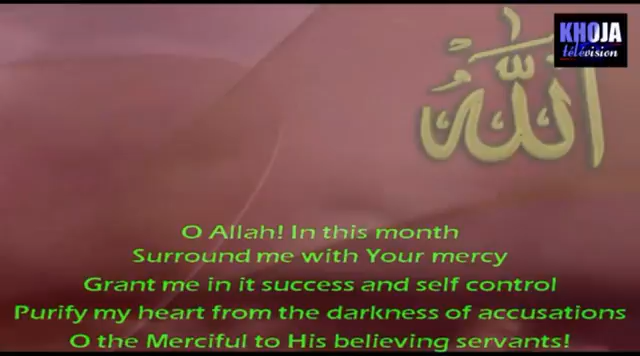 KHOJA
télévision
الله
O Allah! In this month
Surround me with Your mercy
Grant me in it success and self control
Purify my heart from the darkness of accusations
O the Merciful to His believing servants!